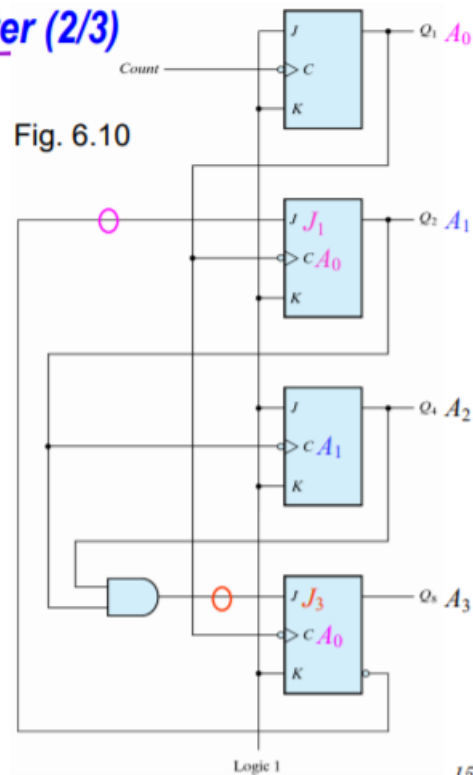 er (2/3)
J Q₁ A₀
Count C
K
Fig. 6.10
J J₁ Q₂ A₁
C A₀
K
J Q₄ A₂
C A₁
K
J J₃ Q₈ A₃
C A₀
K
Logic 1